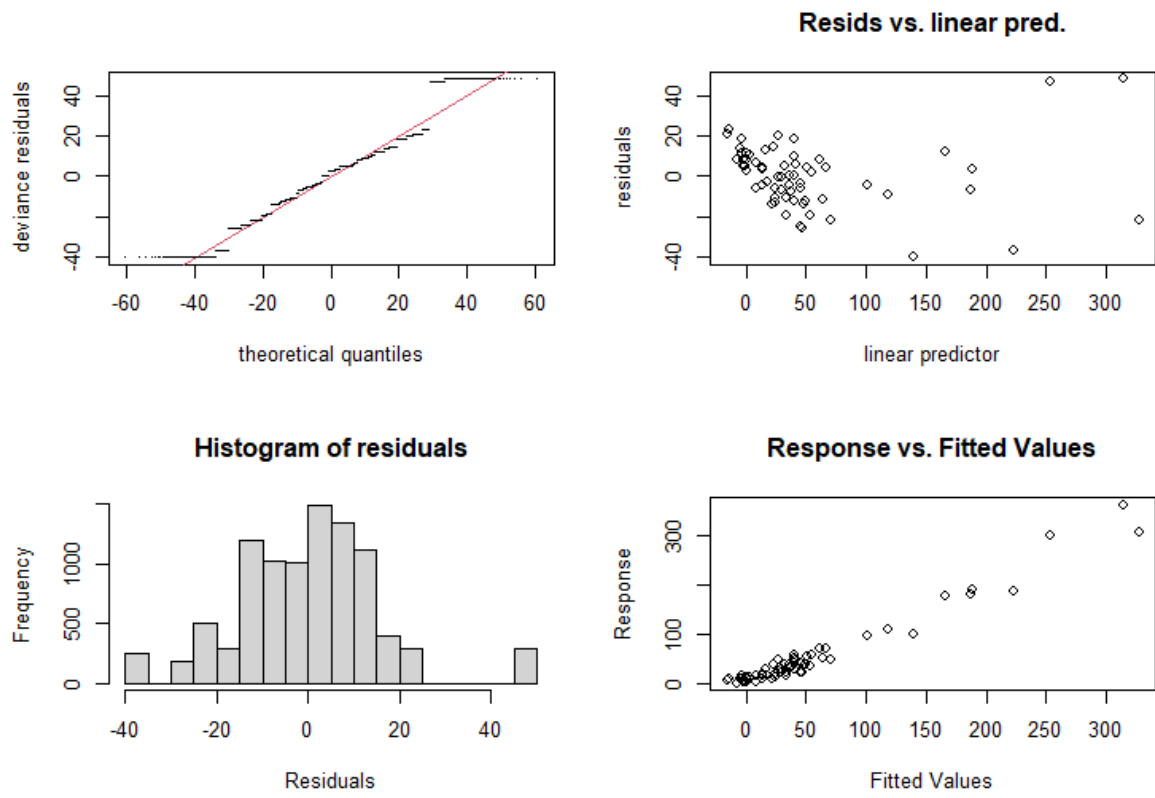 deviance residuals
40
20
0
-40
-60 -40 -20 0 20 40 60
theoretical quantiles
Resids vs. linear pred.
residuals
40
20
0
-40
0 50 100 150 200 250 300
linear predictor
Histogram of residuals
Frequency
1000
500
0
-40 -20 0 20 40
Residuals
Response vs. Fitted Values
Response
300
100
0
0 50 100 150 200 250 300
Fitted Values